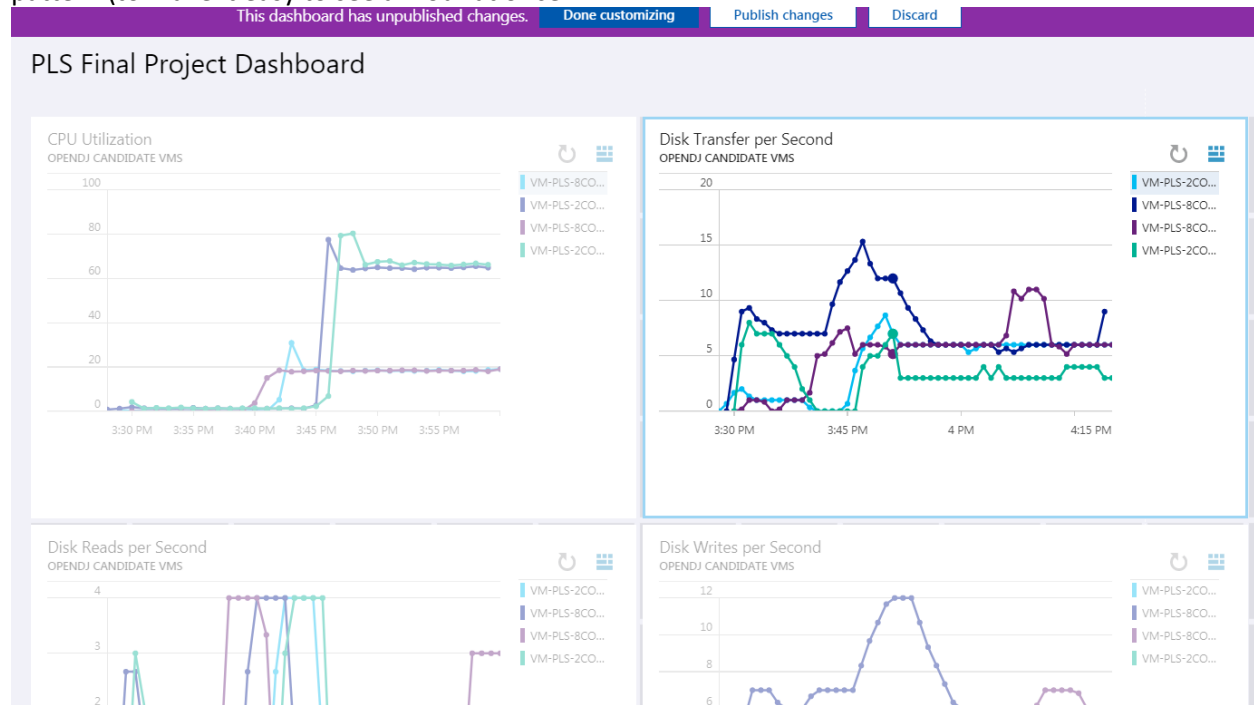 This dashboard has unpublished changes. Done customizing Publish changes Discard
PLS Final Project Dashboard
CPU Utilization
OPENDJ CANDIDATE VMS
100
80
60
40
20
0
3:30 PM 3:35 PM 3:40 PM 3:45 PM 3:50 PM 3:55 PM
VM-PLS-8CO...
VM-PLS-2CO...
VM-PLS-8CO...
VM-PLS-2CO...
Disk Transfer per Second
OPENDJ CANDIDATE VMS
20
15
10
5
0
3:30 PM 3:45 PM 4 PM 4:15 PM
VM-PLS-2CO...
VM-PLS-8CO...
VM-PLS-8CO...
VM-PLS-2CO...
Disk Reads per Second
OPENDJ CANDIDATE VMS
4
3
2
VM-PLS-2CO...
VM-PLS-8CO...
VM-PLS-8CO...
VM-PLS-2CO...
Disk Writes per Second
OPENDJ CANDIDATE VMS
12
10
8
6
VM-PLS-2CO...
VM-PLS-8CO...
VM-PLS-8CO...
VM-PLS-2CO...